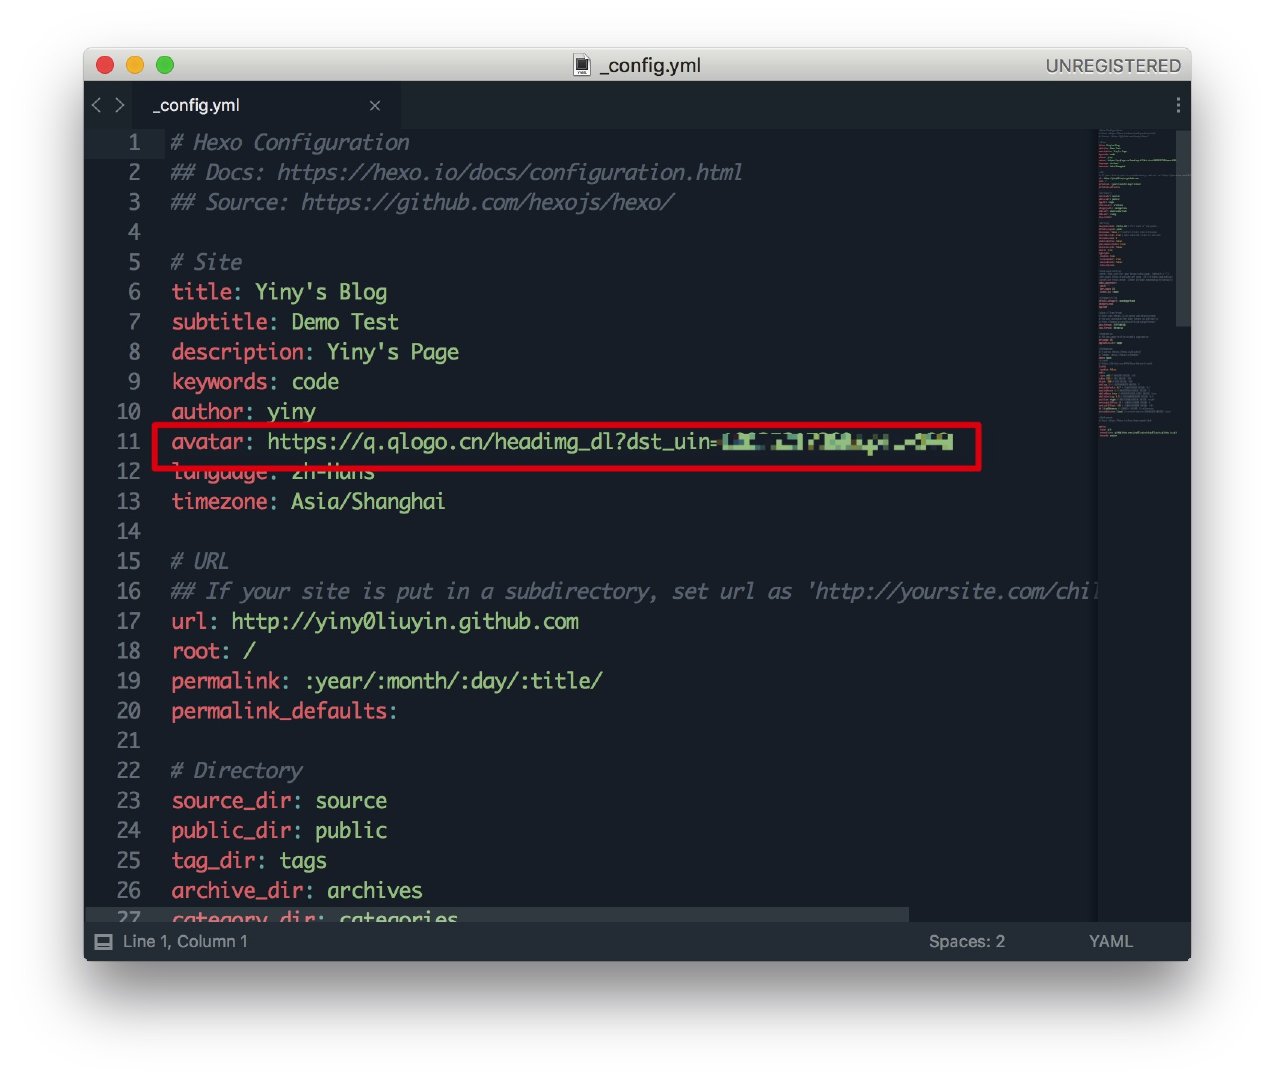 _config.yml
UNREGISTERED
_config.yml
1 # Hexo Configuration
2 ## Docs: https://hexo.io/docs/configuration.html
3 ## Source: https://github.com/hexojs/hexo/
4
5 # Site
6 title: Yiny's Blog
7 subtitle: Demo Test
8 description: Yiny's Page
9 keywords: code
10 author: yiny
11 avatar: https://q.qlogo.cn/headimg_dl?dst_uin=
12 language: zh-Hans
13 timezone: Asia/Shanghai
14
15 # URL
16 ## If your site is put in a subdirectory, set url as 'http://yoursite.com/chil
17 url: http://yiny0liuyin.github.com
18 root: /
19 permalink: :year/:month/:day/:title/
20 permalink_defaults:
21
22 # Directory
23 source_dir: source
24 public_dir: public
25 tag_dir: tags
26 archive_dir: archives
27 category_dir: categories
Line 1, Column 1
Spaces: 2
YAML